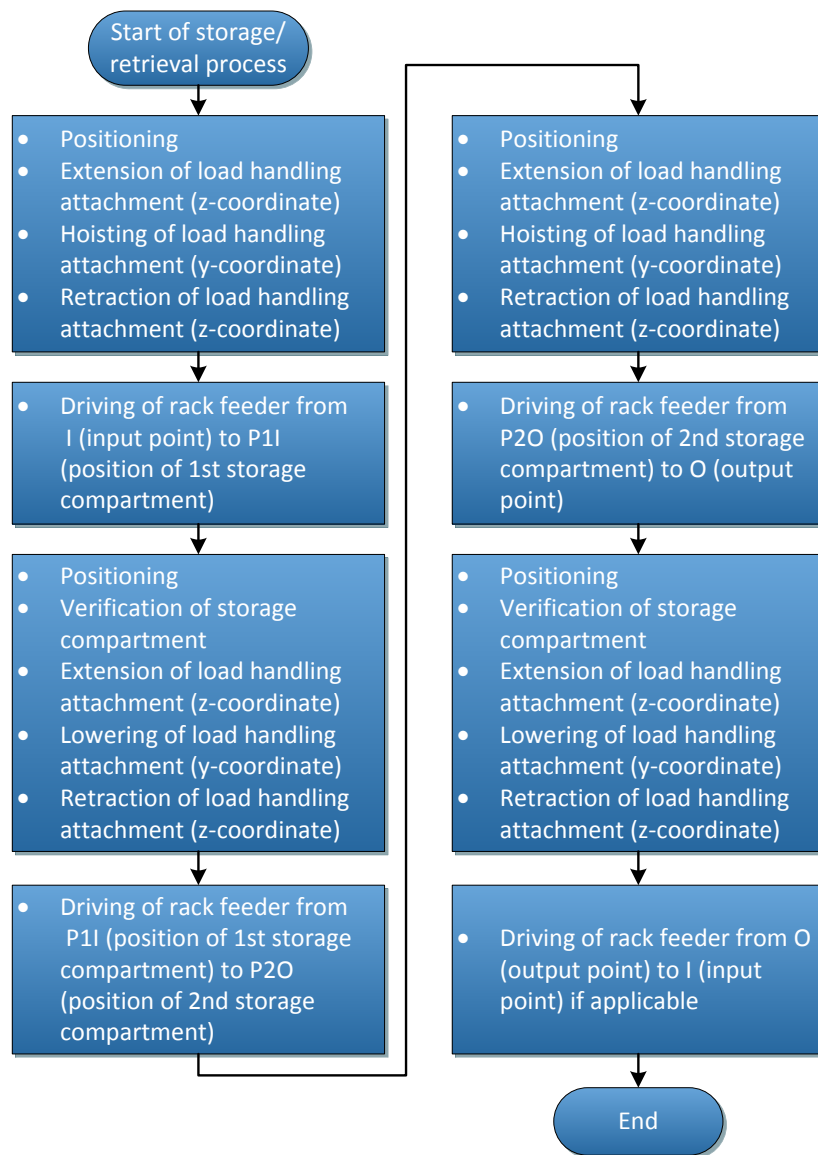 Start of storage/
retrieval process
• Positioning
• Extension of load handling
attachment (z-coordinate)
• Hoisting of load handling
attachment (y-coordinate)
• Retraction of load handling
attachment (z-coordinate)
• Driving of rack feeder from
I (input point) to P1I
(position of 1st storage
compartment)
• Positioning
• Verification of storage
compartment
• Extension of load handling
attachment (z-coordinate)
• Lowering of load handling
attachment (y-coordinate)
• Retraction of load handling
attachment (z-coordinate)
• Driving of rack feeder from
P1I (position of 1st storage
compartment) to P2O
(position of 2nd storage
compartment)
• Positioning
• Extension of load handling
attachment (z-coordinate)
• Hoisting of load handling
attachment (y-coordinate)
• Retraction of load handling
attachment (z-coordinate)
• Driving of rack feeder from
P2O (position of 2nd storage
compartment) to O (output
point)
• Positioning
• Verification of storage
compartment
• Extension of load handling
attachment (z-coordinate)
• Lowering of load handling
attachment (y-coordinate)
• Retraction of load handling
attachment (z-coordinate)
• Driving of rack feeder from O
(output point) to I (input
point) if applicable
End